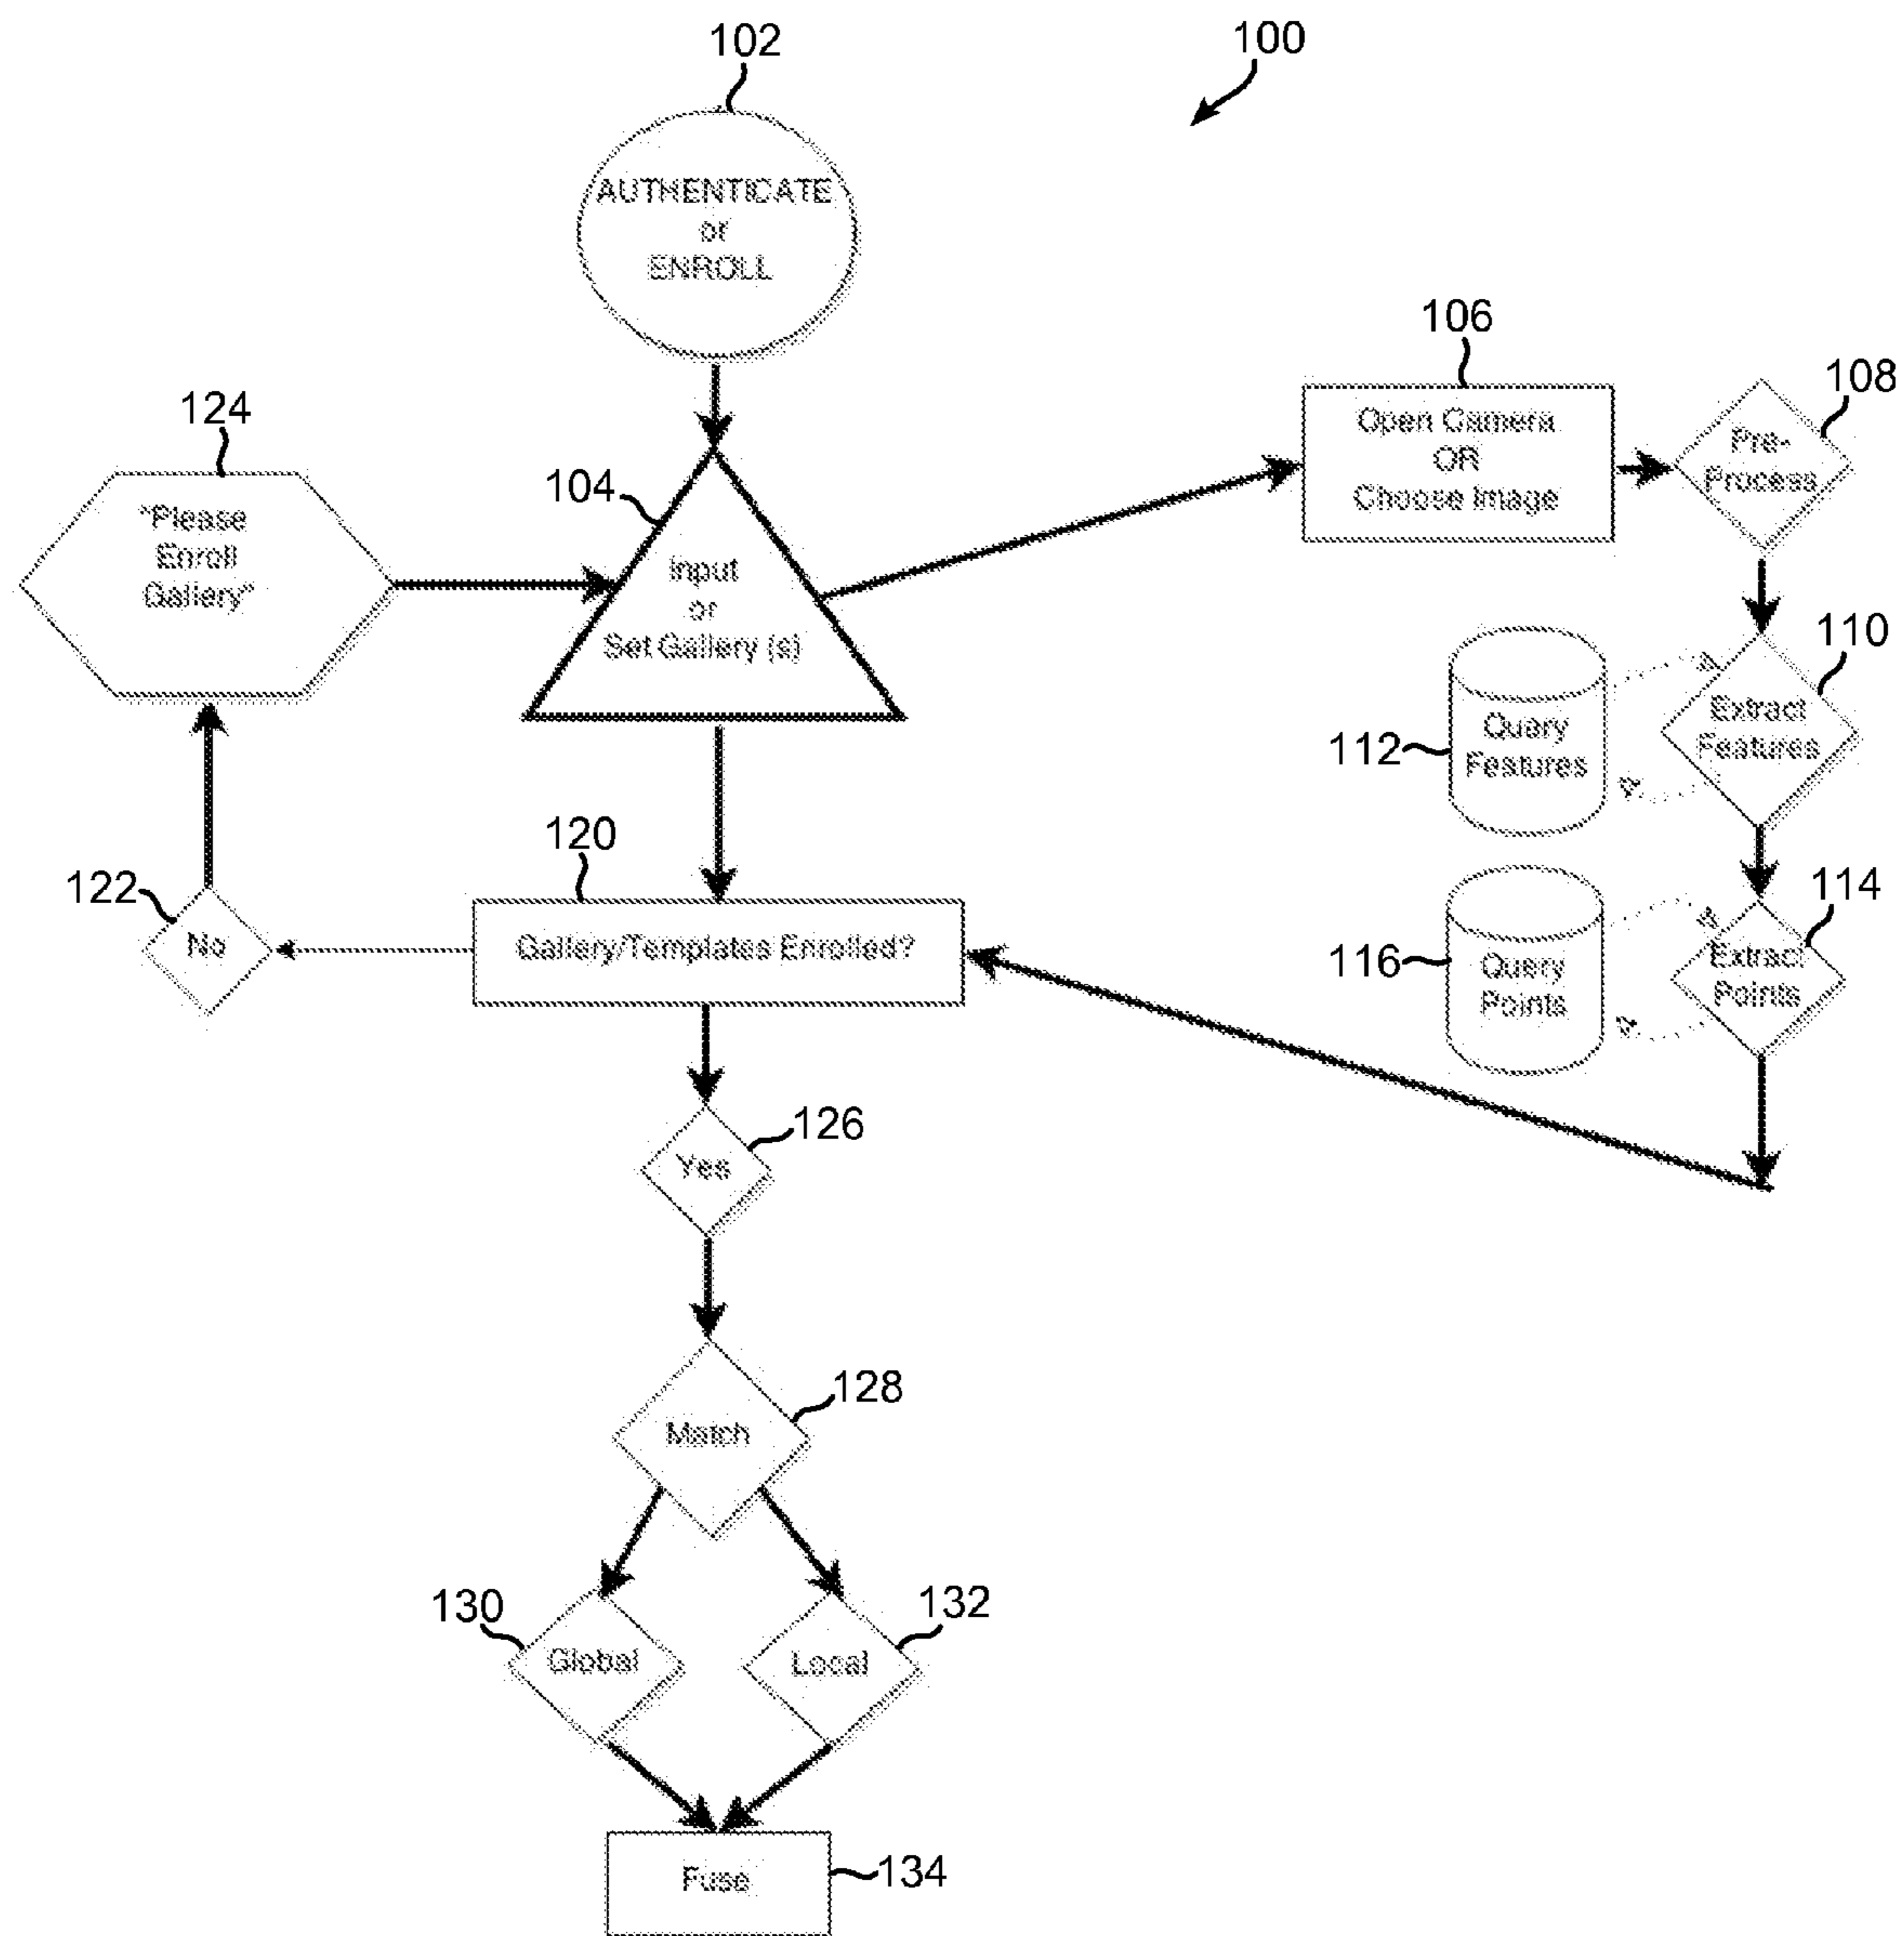 102
100
AUTHENTICATE
or
ENROLL
106
Open Camera
OR
Choose Image
108
Pre-
Process
124
"Please
Enroll
Gallery"
104
Input
or
Set Gallery (s)
110
Extract
Features
112
Query
Features
120
Gallery/Templates Enrolled?
122
No
114
Extract
Points
116
Query
Points
126
Yes
128
Match
130
Global
132
Local
134
Fuse